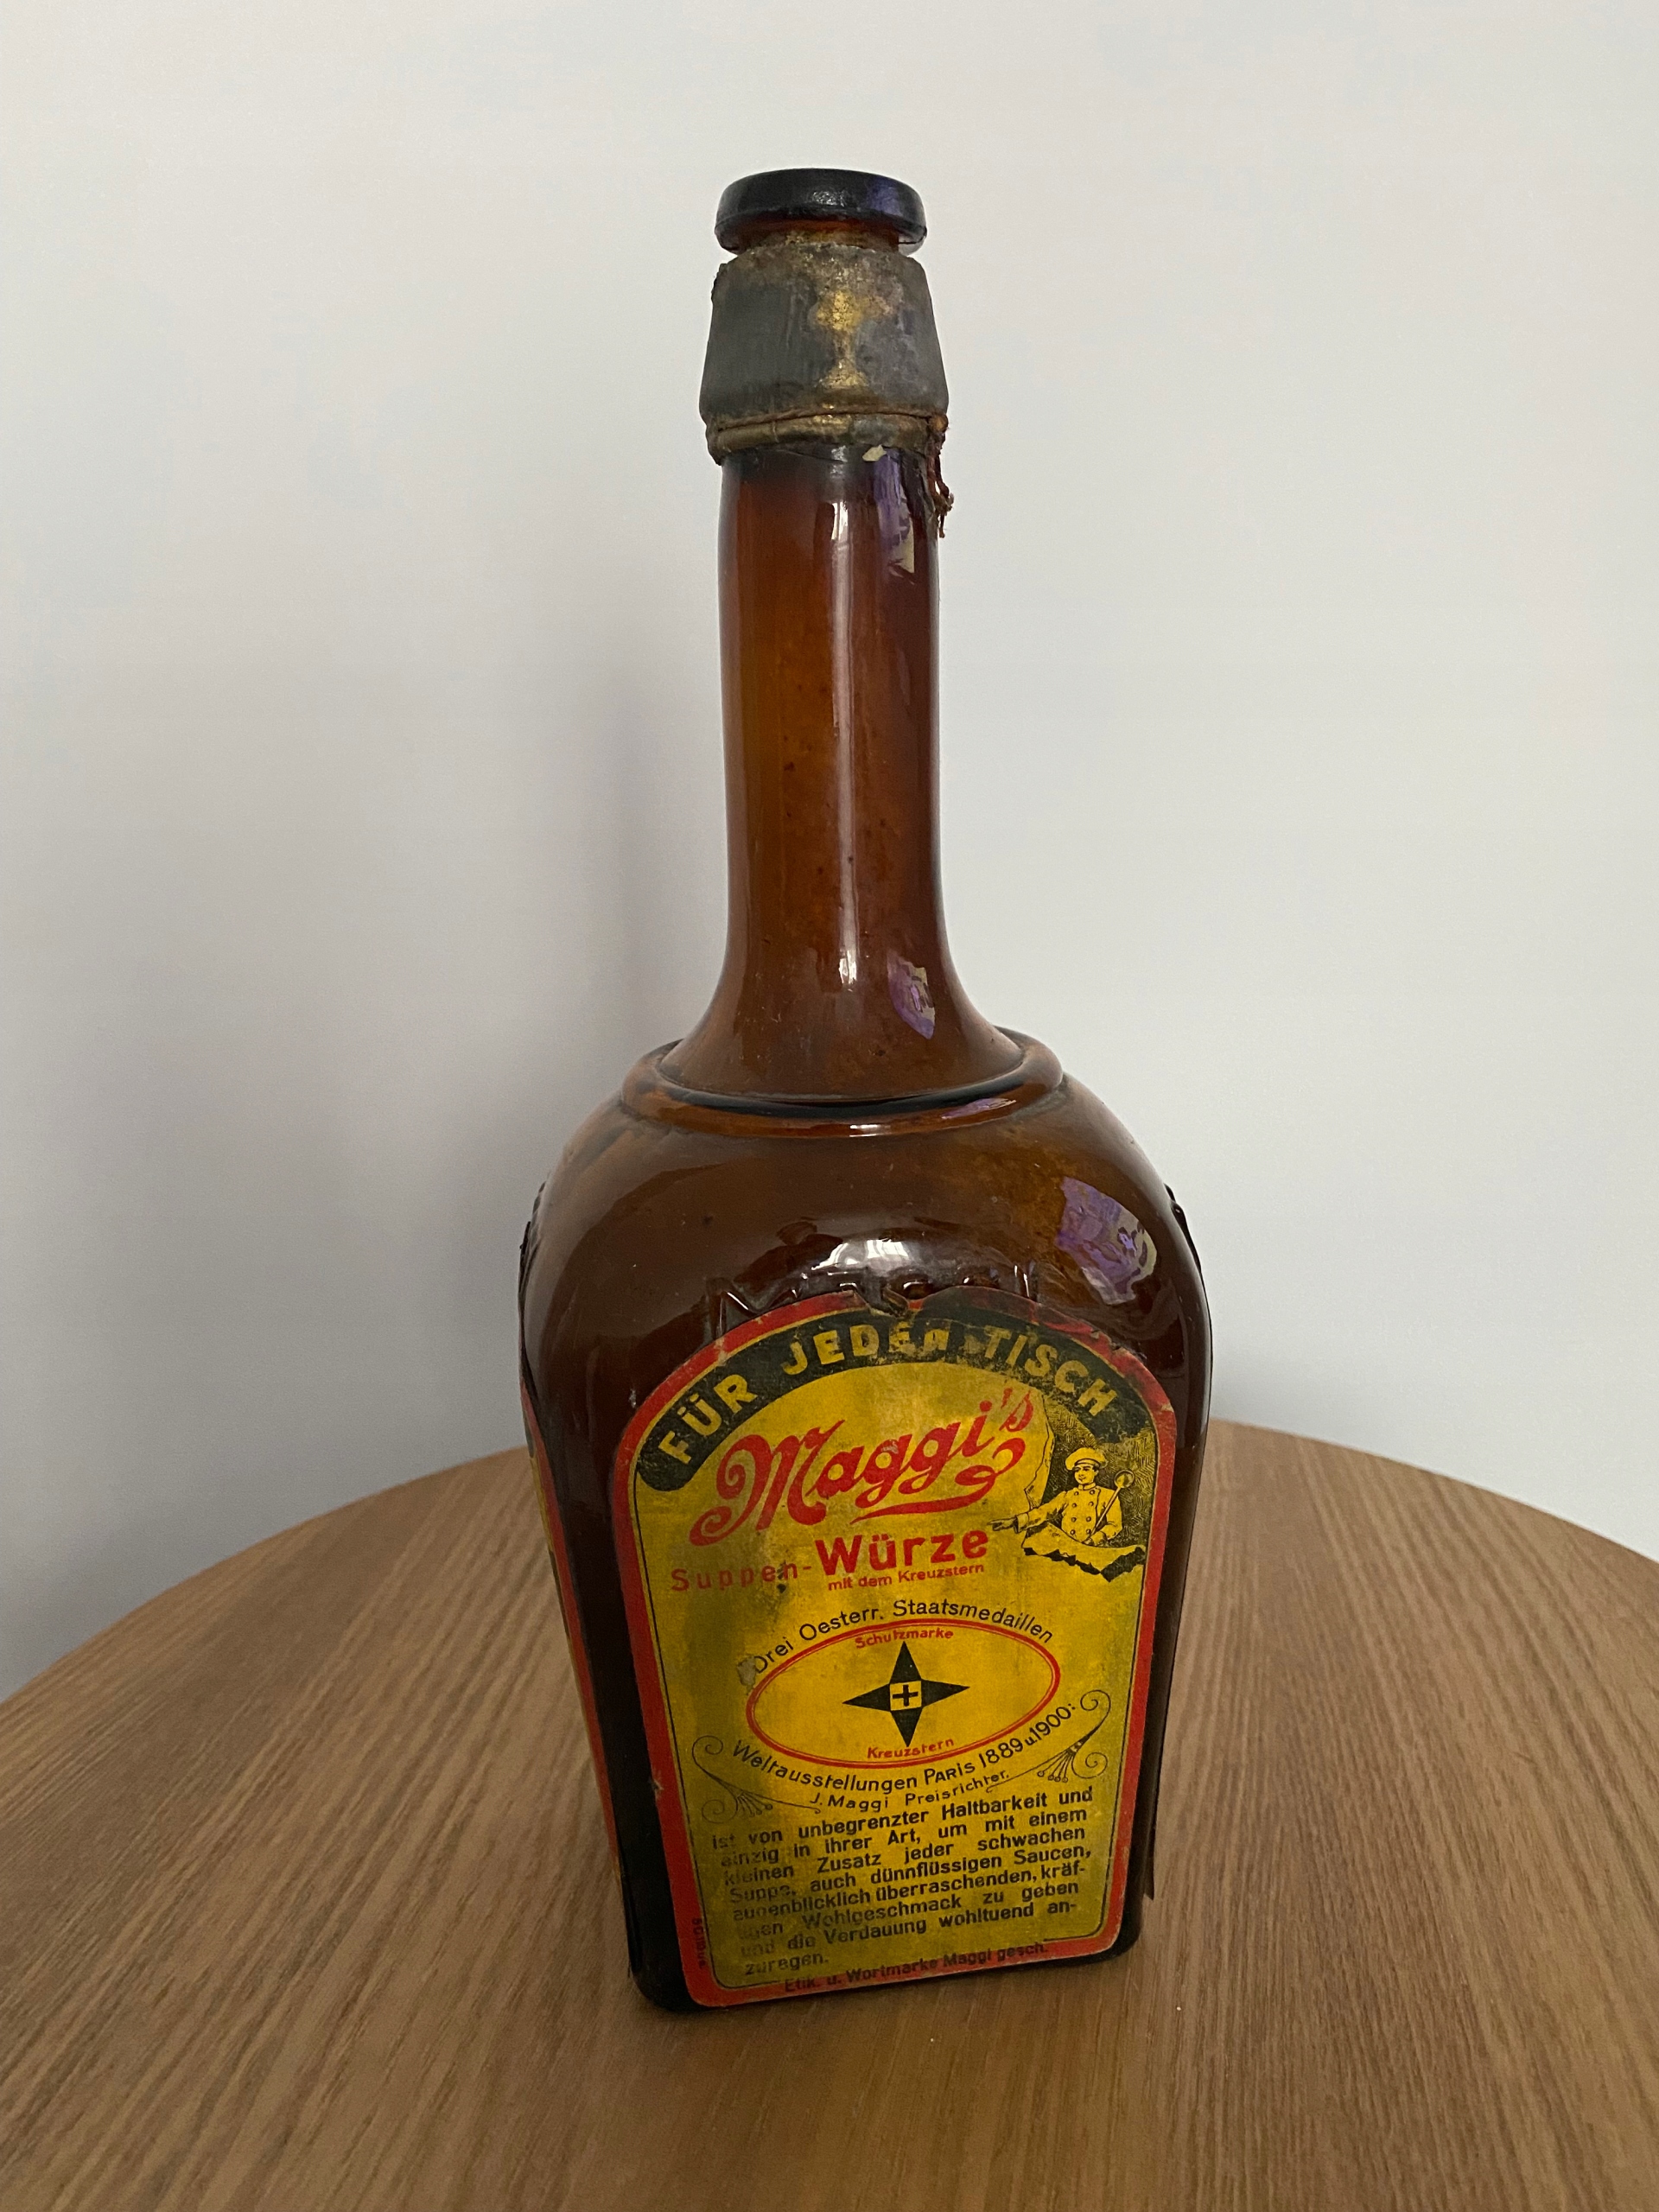 MAGGI
FÜR JEDEN TISCH
Maggi's
Suppen-Würze
mit dem Kreuzstern
Drei Oesterr. Staatsmedaillen
Schutzmarke
Kreuzstern
Weltausstellungen PARIS 1889 u. 1900:
J. Maggi Preisrichter.
ist von unbegrenzter Haltbarkeit und
einzig in ihrer Art, um mit einem
kleinen Zusatz jeder schwachen
Suppe, auch dünnflüssigen Saucen,
augenblicklich überraschenden, kräf-
tigen Wohlgeschmack zu geben
und die Verdauung wohltuend an-
zuregen.
Etik. u. Wortmarke Maggi gesch.